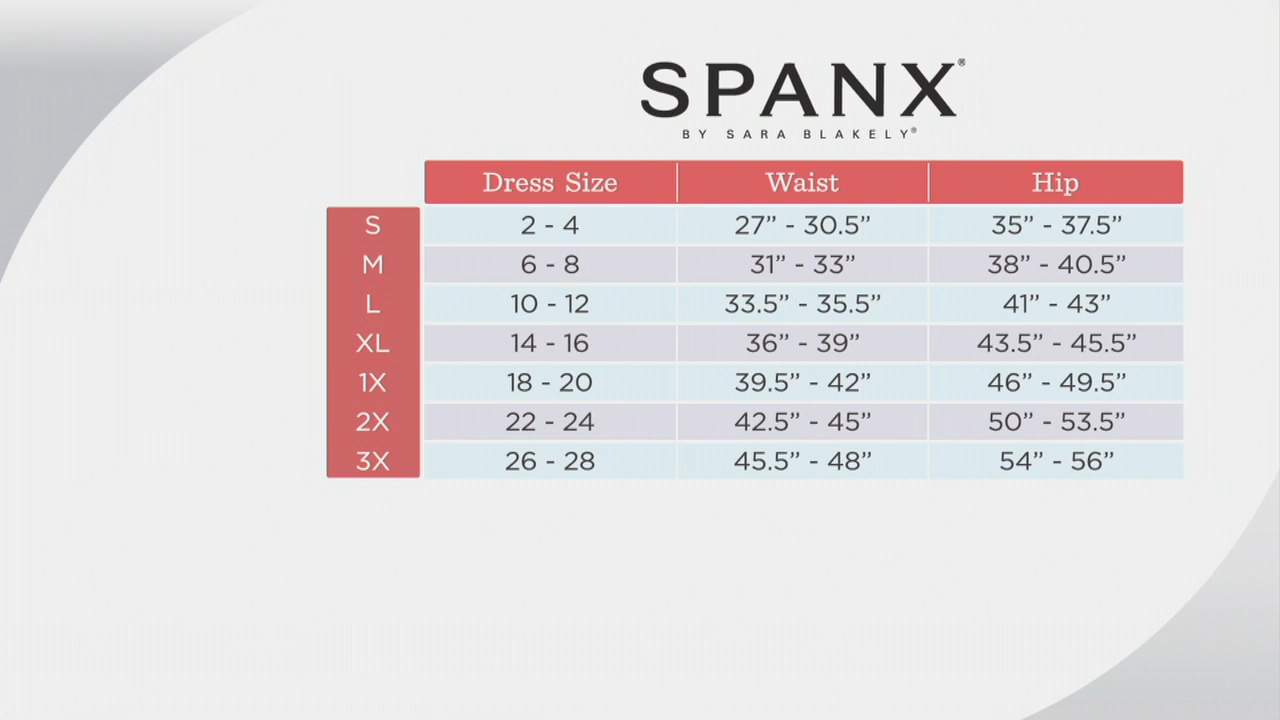 SPANX®
BY SARA BLAKELY®
Dress Size Waist Hip
S 2 - 4 27” - 30.5” 35” - 37.5”
M 6 - 8 31” - 33” 38” - 40.5”
L 10 - 12 33.5” - 35.5” 41” - 43”
XL 14 - 16 36” - 39” 43.5” - 45.5”
1X 18 - 20 39.5” - 42” 46” - 49.5”
2X 22 - 24 42.5” - 45” 50” - 53.5”
3X 26 - 28 45.5” - 48” 54” - 56”